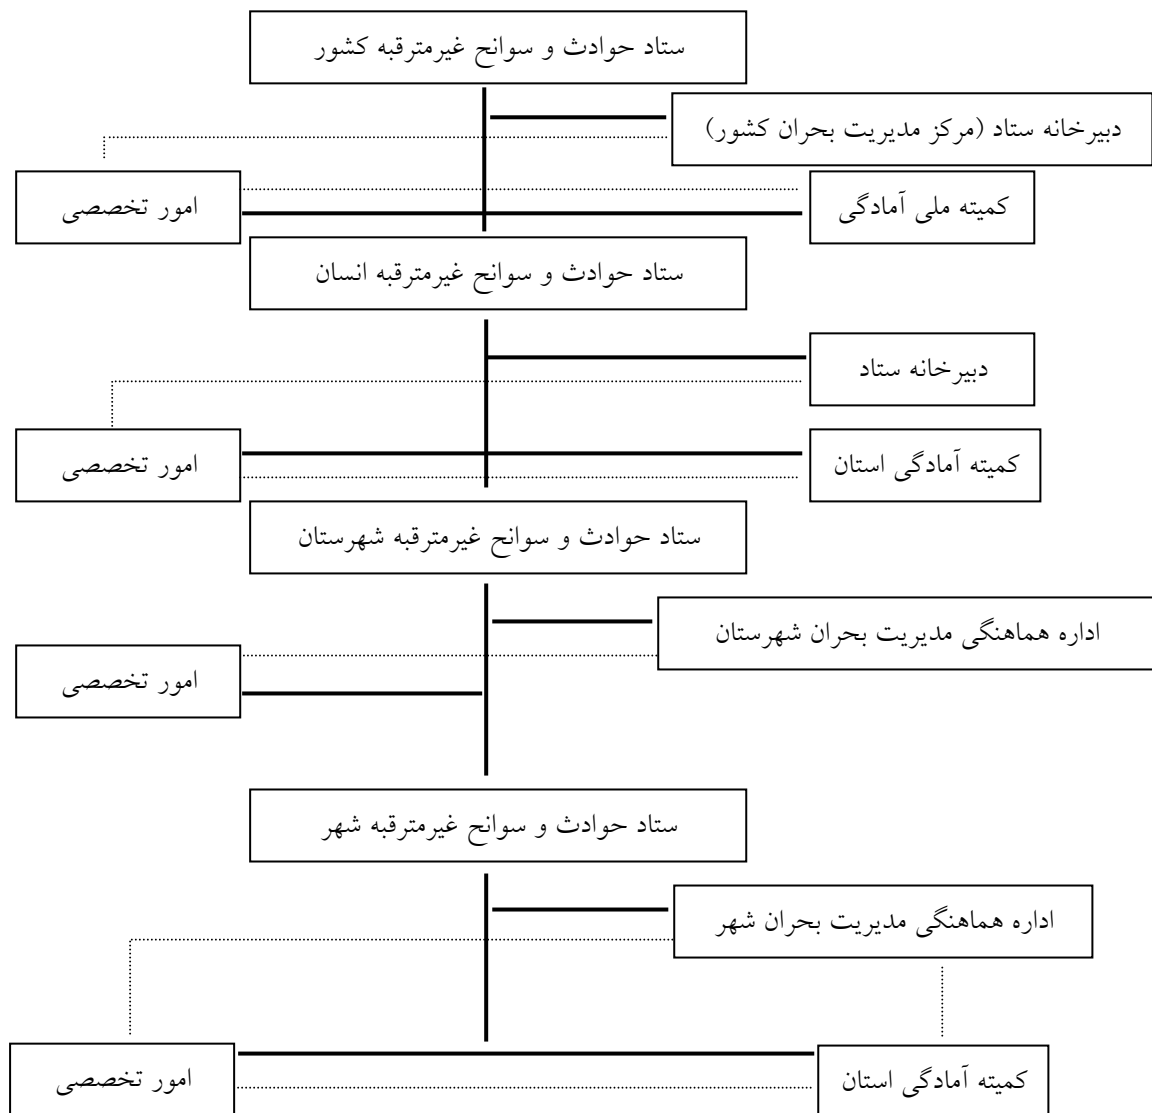 ستاد حوادث و سوانح غیرمترقبه کشور
دبیرخانه ستاد (مرکز مدیریت بحران کشور)
کمیته ملی آمادگی
امور تخصصی
ستاد حوادث و سوانح غیرمترقبه انسان
دبیرخانه ستاد
کمیته آمادگی استان
امور تخصصی
ستاد حوادث و سوانح غیرمترقبه شهرستان
اداره هماهنگی مدیریت بحران شهرستان
امور تخصصی
ستاد حوادث و سوانح غیرمترقبه شهر
اداره هماهنگی مدیریت بحران شهر
کمیته آمادگی استان
امور تخصصی